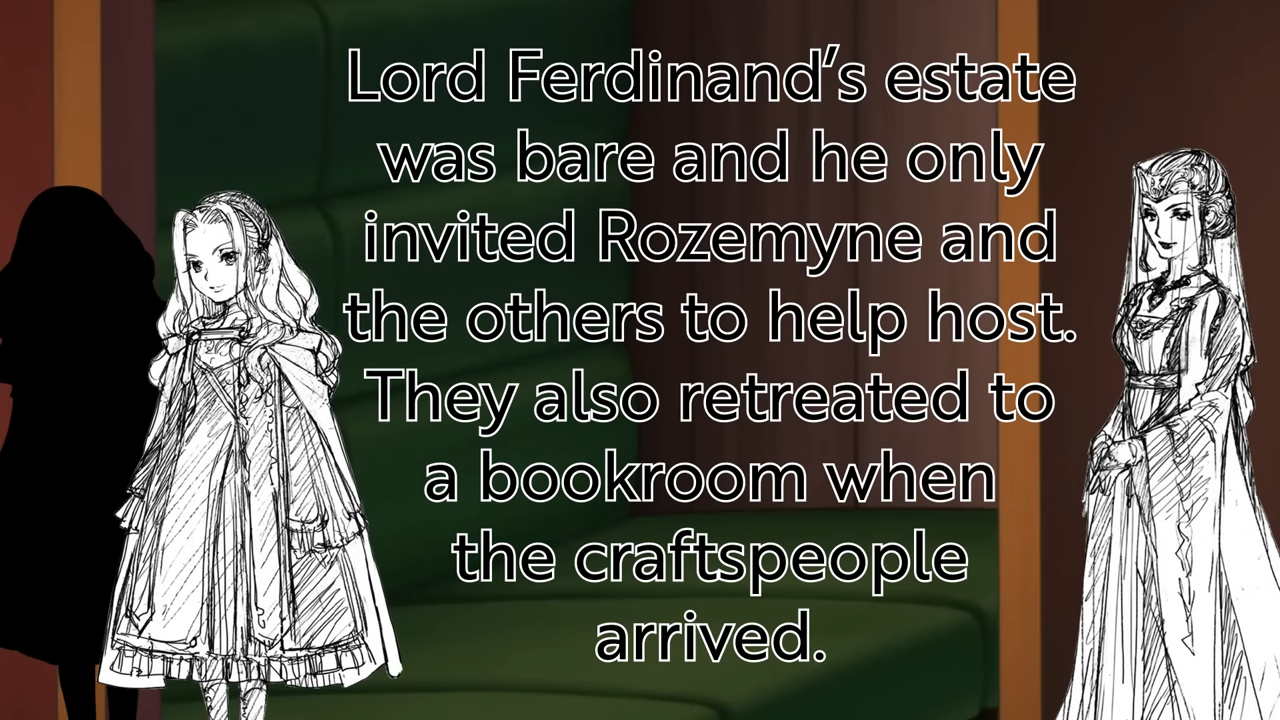 Lord Ferdinand’s estate
was bare and he only
invited Rozemyne and
the others to help host.
They also retreated to
a bookroom when
the craftspeople
arrived.